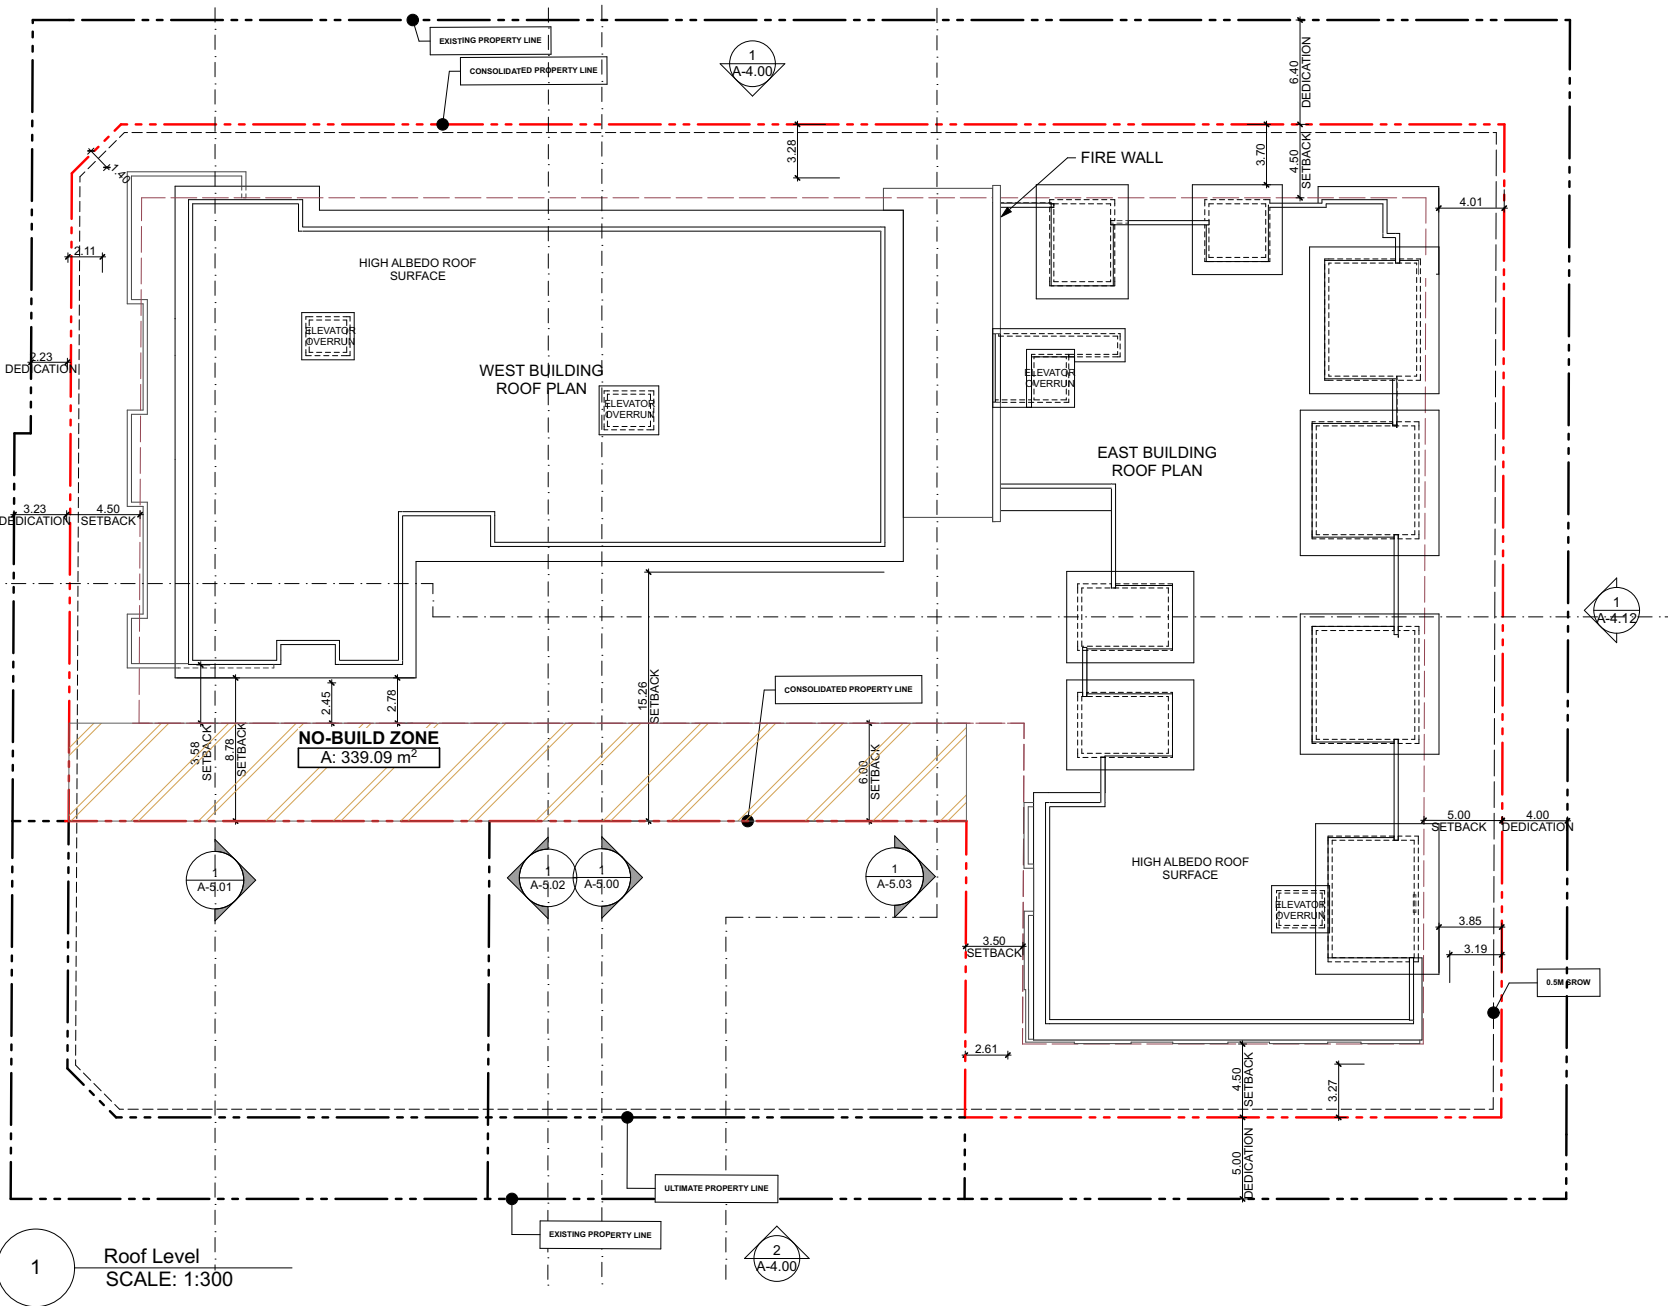 EXISTING PROPERTY LINE
CONSOLIDATED PROPERTY LINE
1
A-4.00
6.40
DEDICATION
3.28
FIRE WALL
3.70
4.50
SETBACK
1.40
4.01
2.11
HIGH ALBEDO ROOF
SURFACE
ELEVATOR
OVERRUN
2.23
DEDICATION
WEST BUILDING
ROOF PLAN
ELEVATOR
OVERRUN
ELEVATOR
OVERRUN
EAST BUILDING
ROOF PLAN
3.23
DEDICATION
4.50
SETBACK
1
A-4.12
15.26
SETBACK
CONSOLIDATED PROPERTY LINE
2.45
2.78
3.58
SETBACK
8.78
SETBACK
NO-BUILD ZONE
A: 339.09 m²
6.00
SETBACK
5.00
SETBACK
4.00
DEDICATION
1
A-5.01
1
A-5.02
1
A-5.00
1
A-5.03
HIGH ALBEDO ROOF
SURFACE
ELEVATOR
OVERRUN
3.85
3.50
SETBACK
3.19
0.5M SROW
2.61
4.50
SETBACK
3.27
5.00
DEDICATION
ULTIMATE PROPERTY LINE
EXISTING PROPERTY LINE
2
A-4.00
1
Roof Level
SCALE: 1:300